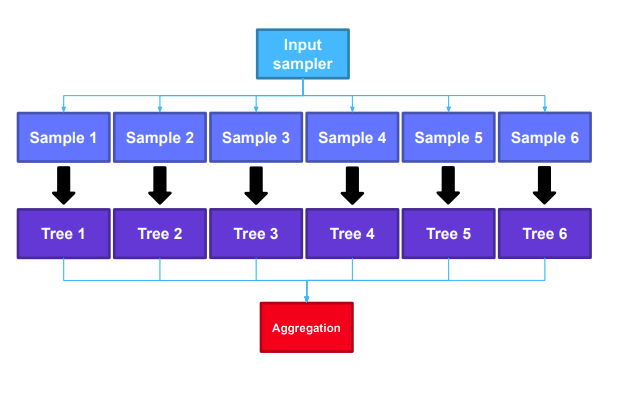 Input
sampler
Sample 1
Sample 2
Sample 3
Sample 4
Sample 5
Sample 6
Tree 1
Tree 2
Tree 3
Tree 4
Tree 5
Tree 6
Aggregation